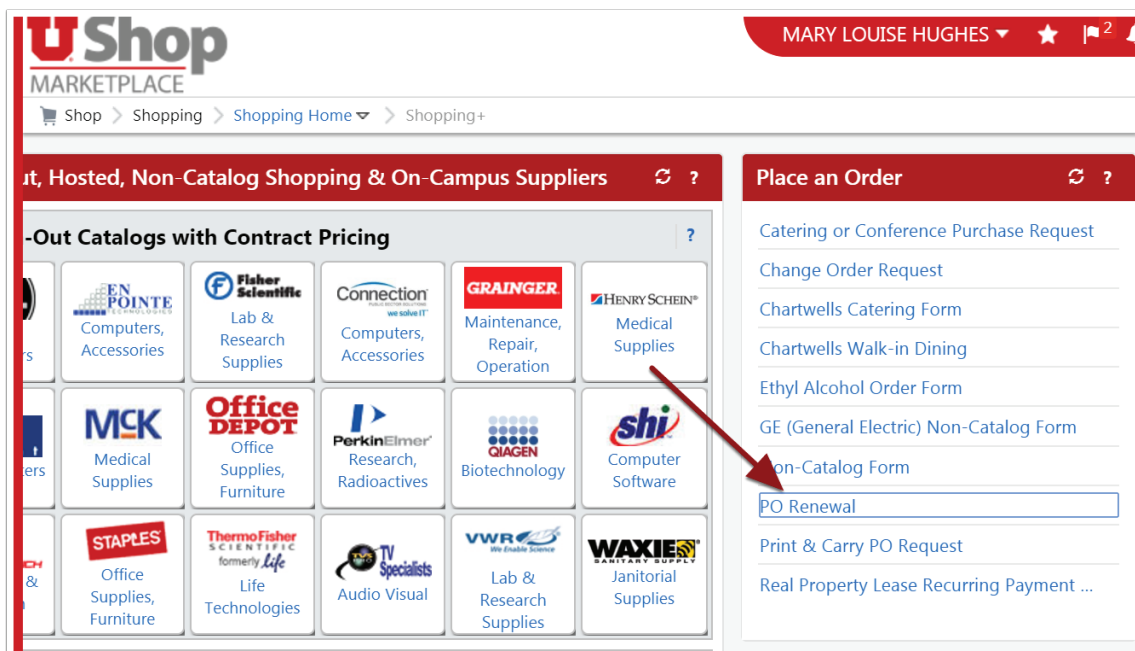 U Shop
MARKETPLACE
MARY LOUISE HUGHES
2
Shop
Shopping
Shopping Home
Shopping+
Hosted, Non-Catalog Shopping & On-Campus Suppliers ?
Place an Order ?
-Out Catalogs with Contract Pricing ?
EN
POINTE
TECHNOLOGIES
Computers,
Accessories
Fisher
Scientific
Lab &
Research
Supplies
Connection
PUBLIC SECTOR SOLUTIONS
we solve IT
Computers,
Accessories
GRAINGER
Maintenance,
Repair,
Operation
HENRY SCHEIN®
Medical
Supplies
MCK
Medical
Supplies
Office
DEPOT
Office
Supplies,
Furniture
PerkinElmer
Research,
Radioactives
QIAGEN
Biotechnology
shi
Computer
Software
&
STAPLES
Office
Supplies,
Furniture
ThermoFisher
SCIENTIFIC
formerly life
Life
Technologies
TV
Specialists
Audio Visual
VWR
We Enable Science
Lab &
Research
Supplies
WAXIE
SANITARY SUPPLY
Janitorial
Supplies
Catering or Conference Purchase Request
Change Order Request
Chartwells Catering Form
Chartwells Walk-in Dining
Ethyl Alcohol Order Form
GE (General Electric) Non-Catalog Form
on-Catalog Form
PO Renewal
Print & Carry PO Request
Real Property Lease Recurring Payment ...